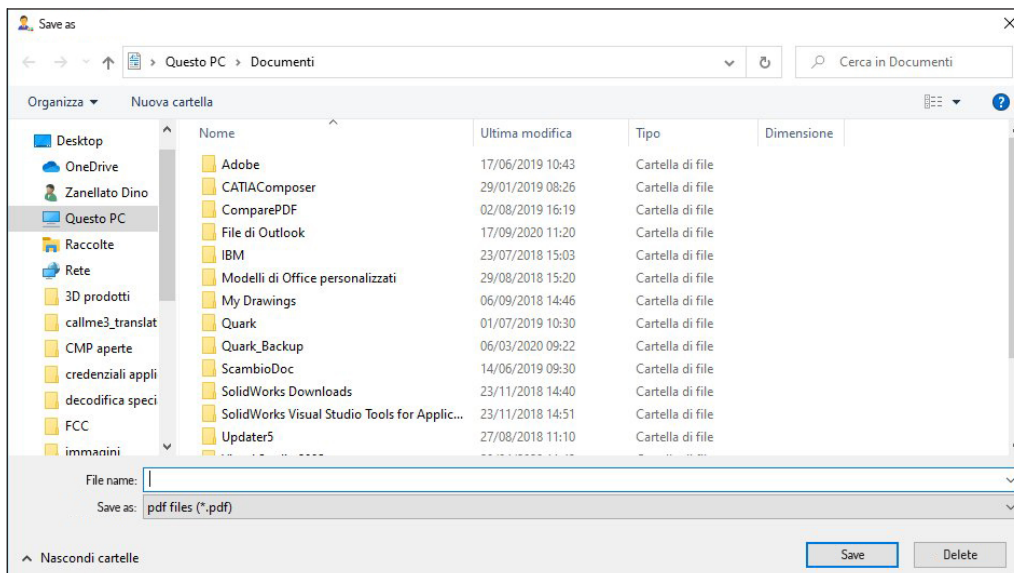 Save as
Questo PC > Documenti
Cerca in Documenti
Organizza
Nuova cartella
Desktop
OneDrive
Zanellato Dino
Questo PC
Raccolte
Rete
3D prodotti
callme3_translat
CMP aperte
credenziali appli
decodifica speci
FCC
immagini
Nome Ultima modifica Tipo Dimensione
Adobe 17/06/2019 10:43 Cartella di file
CATIAComposer 29/01/2019 08:26 Cartella di file
ComparePDF 02/08/2019 16:19 Cartella di file
File di Outlook 17/09/2020 11:20 Cartella di file
IBM 23/07/2018 15:03 Cartella di file
Modelli di Office personalizzati 29/08/2018 15:20 Cartella di file
My Drawings 06/09/2018 14:46 Cartella di file
Quark 01/07/2019 10:30 Cartella di file
Quark_Backup 06/03/2020 09:22 Cartella di file
ScambioDoc 14/06/2019 09:30 Cartella di file
SolidWorks Downloads 23/11/2018 14:40 Cartella di file
SolidWorks Visual Studio Tools for Applic... 23/11/2018 14:51 Cartella di file
Updater5 27/08/2018 11:10 Cartella di file
File name:
Save as: pdf files (*.pdf)
Nascondi cartelle
Save
Delete